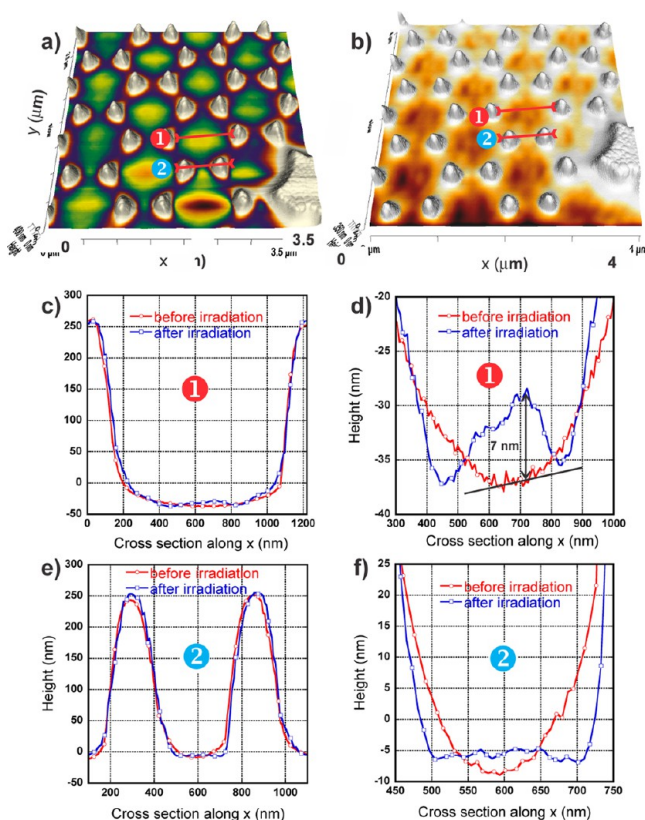 a)
b)
y (μm)
1
2
1
2
0
x
3.5
0 μm
x
)
3.5 μm
0
x (μm)
4
4 μm
c)
before irradiation
after irradiation
1
300
250
200
150
100
50
0
-50
0 200 400 600 800 1000 1200
Cross section along x (nm)
d)
before irradiation
after irradiation
1
7 nm
Height (nm)
-20
-25
-30
-35
-40
300 400 500 600 700 800 900 1000
Cross section along x (nm)
e)
before irradiation
after irradiation
2
Height (nm)
300
250
200
150
100
50
0
-50
200 400 600 800 1000
Cross section along x (nm)
f)
before irradiation
after irradiation
2
Height (nm)
25
20
15
10
5
0
-5
-10
450 500 550 600 650 700 750
Cross section along x (nm)